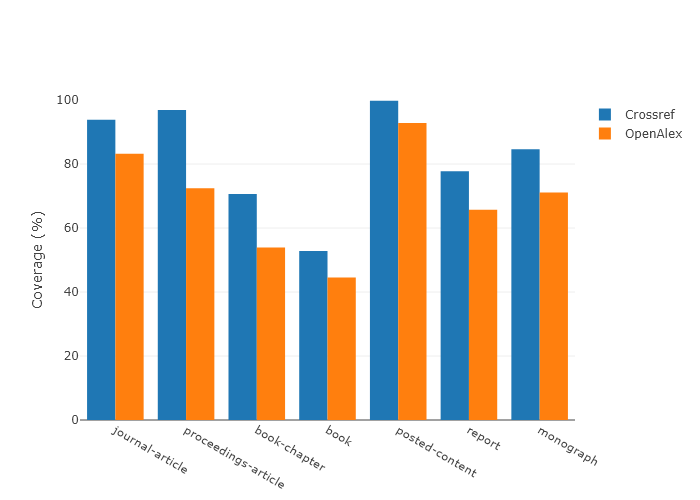 100
80
60
40
20
0
Coverage (%)
journal-article
proceedings-article
book-chapter
book
posted-content
report
monograph
Crossref
OpenAlex